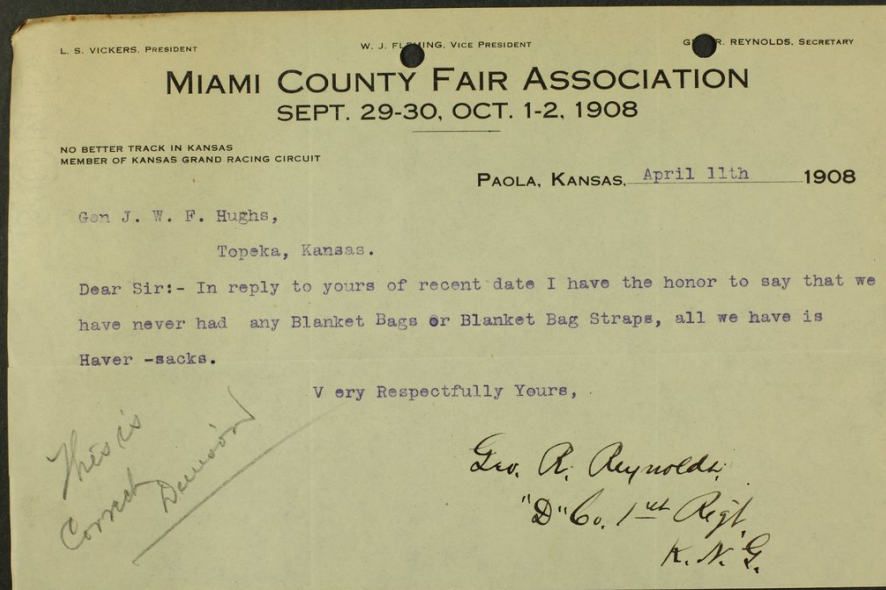 L. S. VICKERS, PRESIDENT W. J. FLEMING, VICE PRESIDENT GEO. R. REYNOLDS, SECRETARY
MIAMI COUNTY FAIR ASSOCIATION
SEPT. 29-30, OCT. 1-2, 1908
NO BETTER TRACK IN KANSAS
MEMBER OF KANSAS GRAND RACING CIRCUIT
PAOLA, KANSAS, April 11th 1908
Gen J. W. F. Hughs,
Topeka, Kansas.
Dear Sir:- In reply to yours of recent date I have the honor to say that we
have never had any Blanket Bags or Blanket Bag Straps, all we have is
Haver -sacks.
V ery Respectfully Yours,
Geo. R. Reynolds.
"D" Co. 1st Regt
K. N. G.
This is
Correct